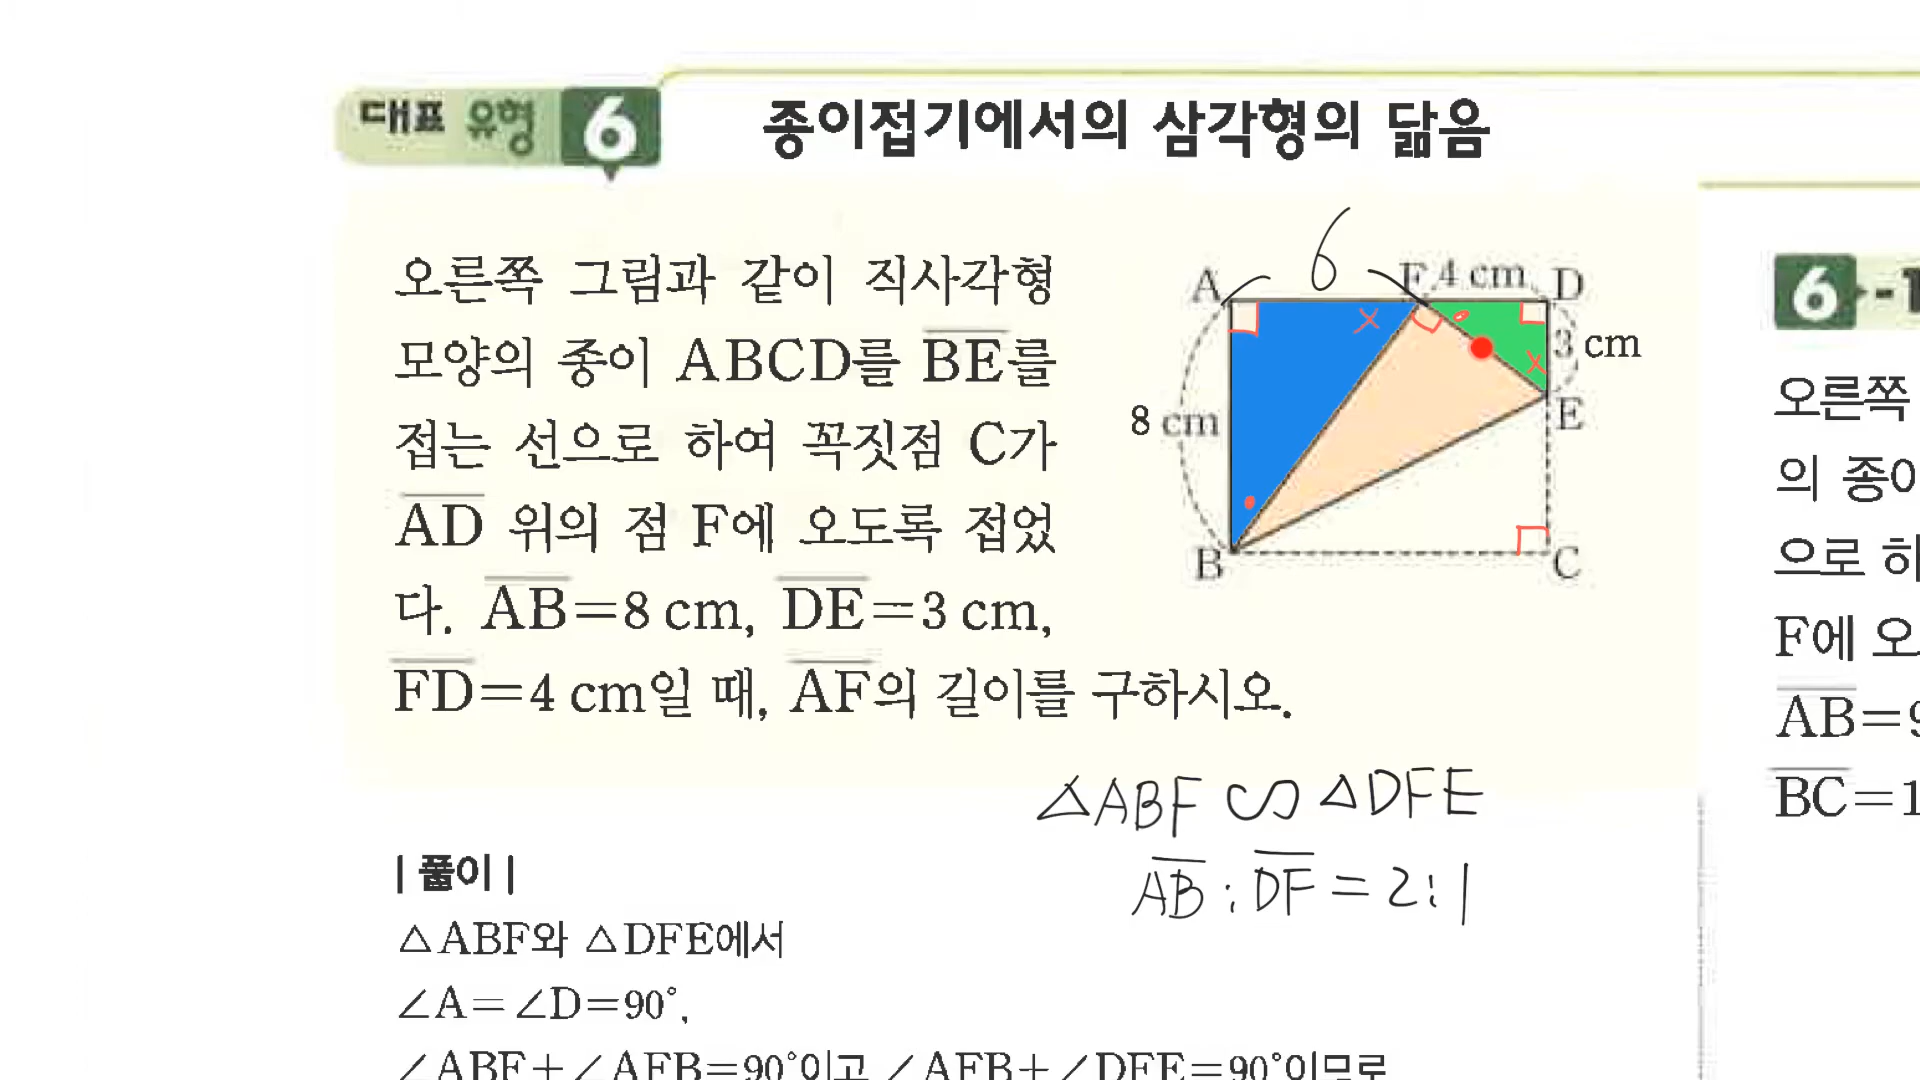 대표 유형 6 종이접기에서의 삼각형의 닮음
오른쪽 그림과 같이 직사각형
모양의 종이 ABCD를 BE를
접는 선으로 하여 꼭짓점 C가
AD 위의 점 F에 오도록 접었
다. AB=8 cm, DE=3 cm,
FD=4 cm일 때, AF의 길이를 구하시오.
6
A F 4 cm D
3 cm
8 cm E
B C
△ABF ∽ △DFE
AB : DF = 2 : 1
| 풀이 |
△ABF와 △DFE에서
∠A=∠D=90°,
∠ABF+∠AFB=90°이고 ∠AFB+∠DFE=90°이므로
6-1
오른쪽
의 종이
으로 하
F에 오
AB=9
BC=1